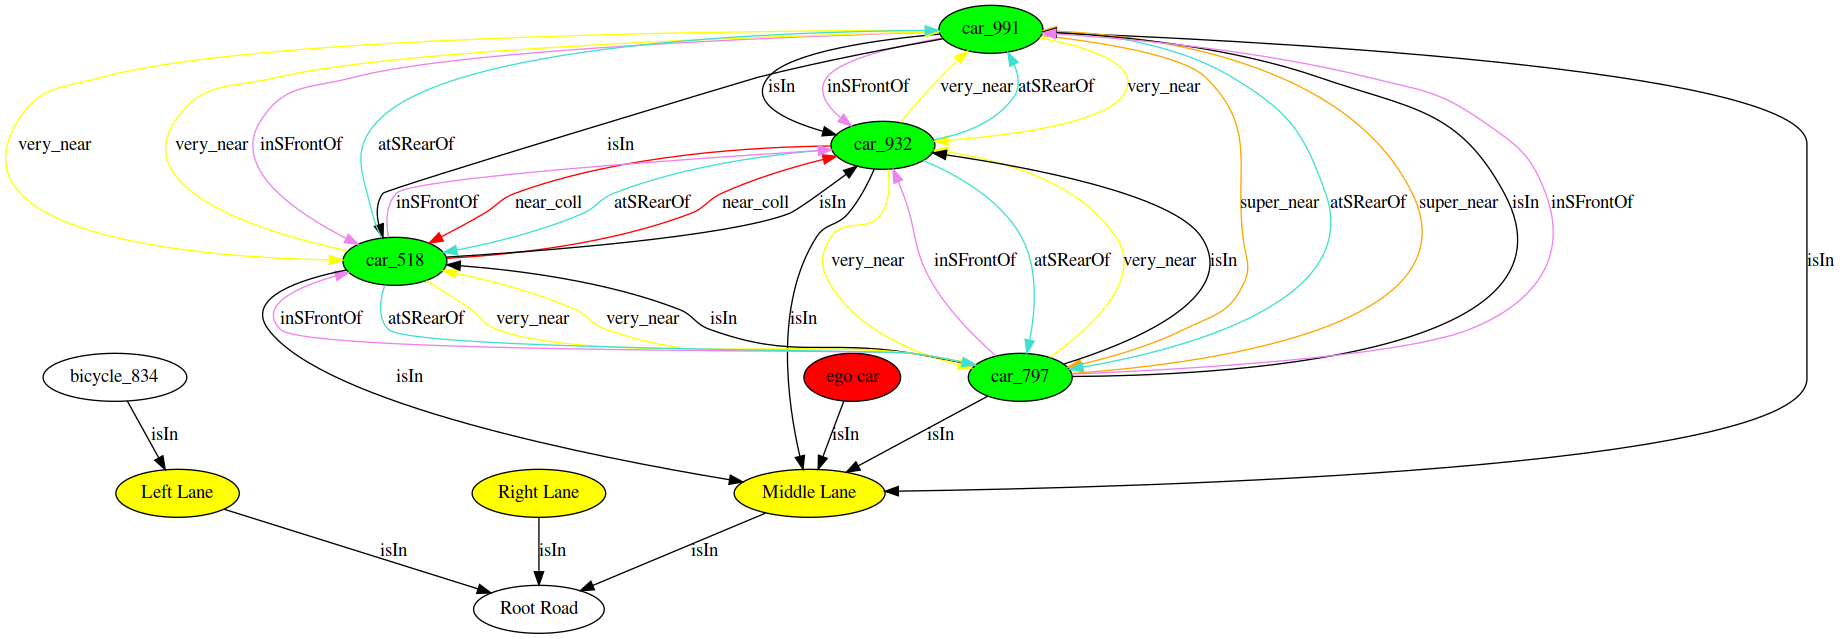 car_991
isIn
inSFrontOf
very_near
atSRearOf
very_near
very_near
very_near
inSFrontOf
atSRearOf
isIn
car_932
inSFrontOf
near_coll
atSRearOf
near_coll
isIn
super_near
atSRearOf
super_near
isIn
inSFrontOf
car_518
very_near
inSFrontOf
atSRearOf
very_near
isIn
isIn
inSFrontOf
atSRearOf
very_near
very_near
isIn
isIn
bicycle_834
isIn
ego car
car_797
isIn
isIn
isIn
Left Lane
Right Lane
Middle Lane
isIn
isIn
isIn
Root Road